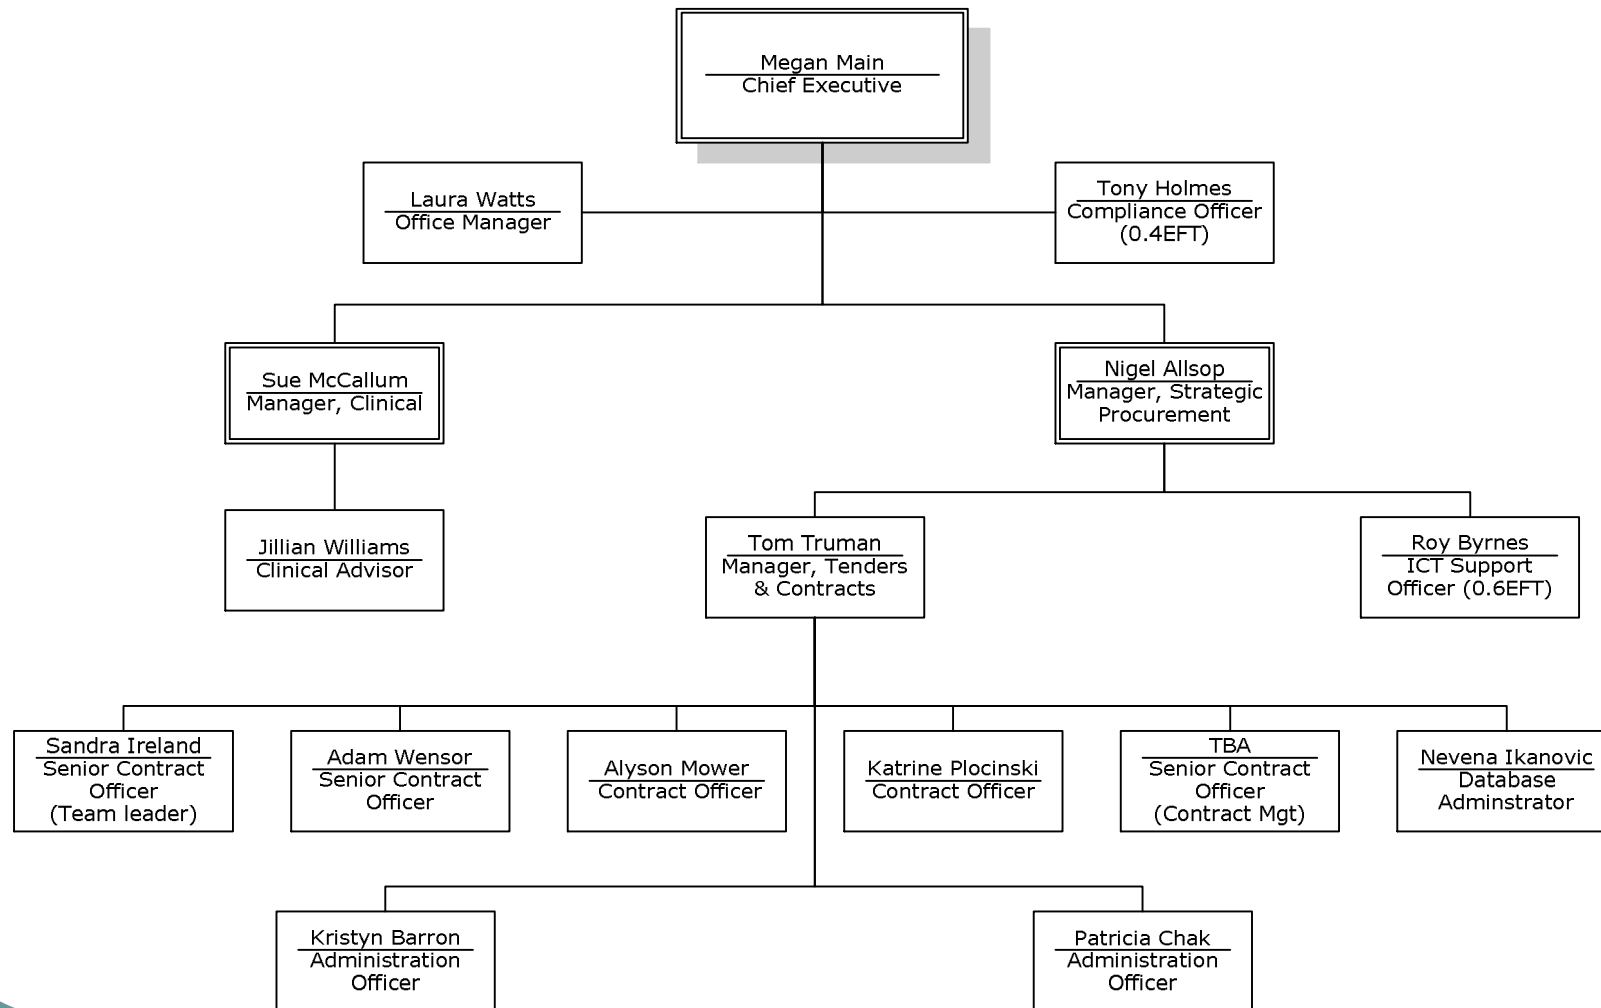 Megan Main
Chief Executive
Laura Watts
Office Manager
Tony Holmes
Compliance Officer
(0.4EFT)
Sue McCallum
Manager, Clinical
Nigel Allsop
Manager, Strategic
Procurement
Jillian Williams
Clinical Advisor
Tom Truman
Manager, Tenders
& Contracts
Roy Byrnes
ICT Support
Officer (0.6EFT)
Sandra Ireland
Senior Contract
Officer
(Team leader)
Adam Wensor
Senior Contract
Officer
Alyson Mower
Contract Officer
Katrine Plocinski
Contract Officer
TBA
Senior Contract
Officer
(Contract Mgt)
Nevena Ikanovic
Database
Adminstrator
Kristyn Barron
Administration
Officer
Patricia Chak
Administration
Officer